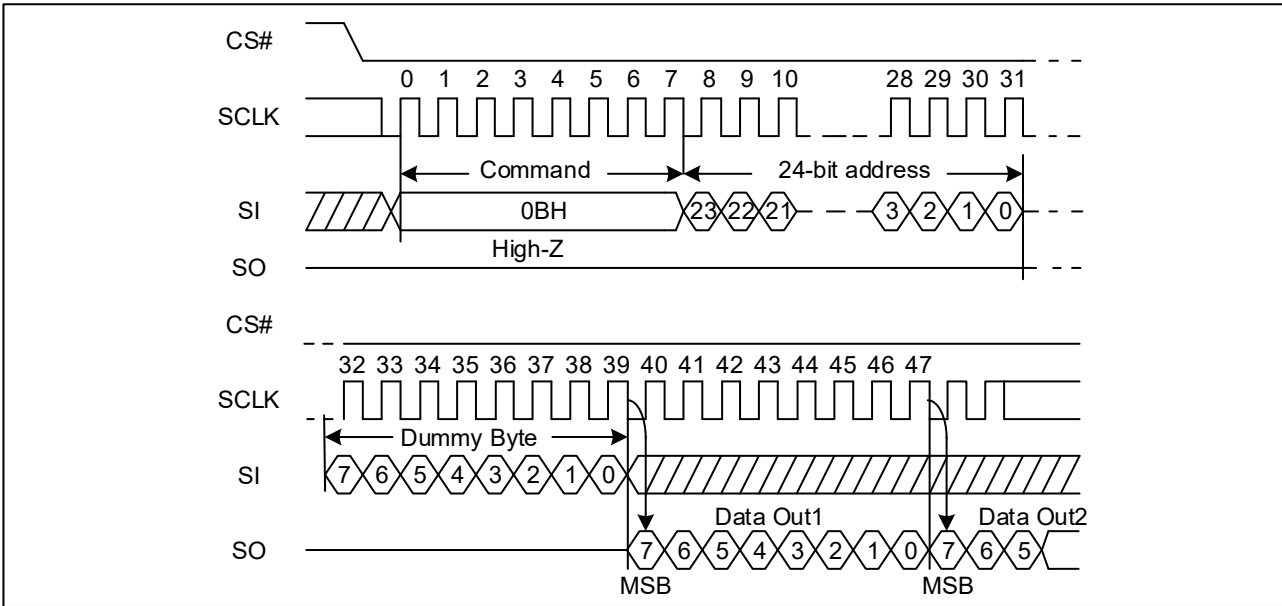 CS#
0 1 2 3 4 5 6 7 8 9 10 28 29 30 31
SCLK
Command 24-bit address
SI 0BH 23 22 21 3 2 1 0
High-Z
SO
CS#
32 33 34 35 36 37 38 39 40 41 42 43 44 45 46 47
SCLK
Dummy Byte
SI 7 6 5 4 3 2 1 0
Data Out1 Data Out2
SO 7 6 5 4 3 2 1 0 7 6 5
MSB MSB